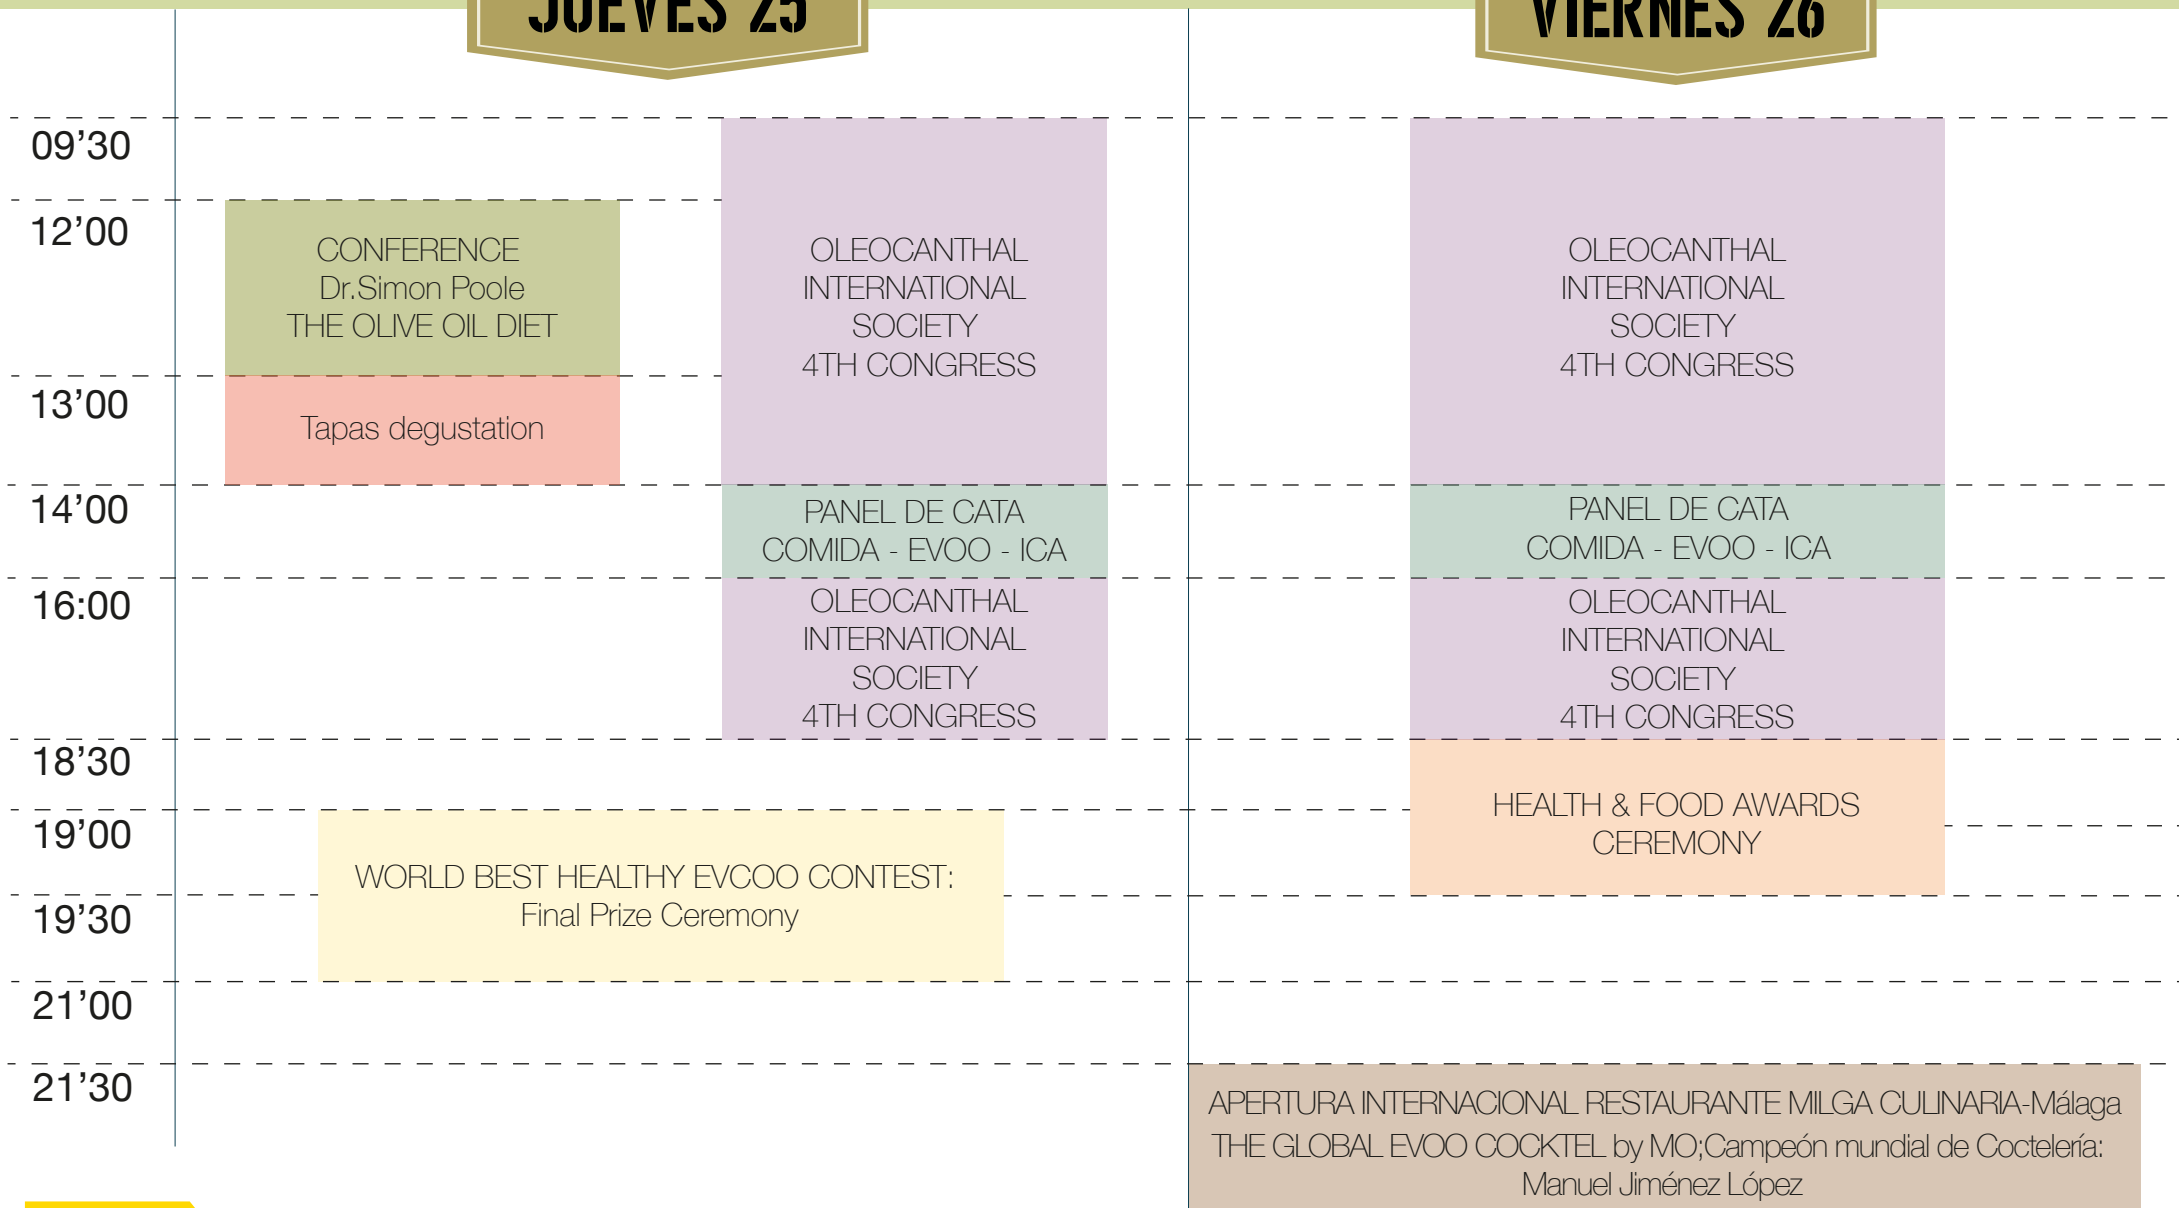 JUEVES 25
VIERNES 26
09'30
12'00
13'00
14'00
16:00
18'30
19'00
19'30
21'00
21'30
CONFERENCE
Dr.Simon Poole
THE OLIVE OIL DIET
Tapas degustation
OLEOCANTHAL
INTERNATIONAL
SOCIETY
4TH CONGRESS
PANEL DE CATA
COMIDA - EVOO - ICA
OLEOCANTHAL
INTERNATIONAL
SOCIETY
4TH CONGRESS
WORLD BEST HEALTHY EVCOO CONTEST:
Final Prize Ceremony
OLEOCANTHAL
INTERNATIONAL
SOCIETY
4TH CONGRESS
PANEL DE CATA
COMIDA - EVOO - ICA
OLEOCANTHAL
INTERNATIONAL
SOCIETY
4TH CONGRESS
HEALTH & FOOD AWARDS
CEREMONY
APERTURA INTERNACIONAL RESTAURANTE MILGA CULINARIA-Málaga
THE GLOBAL EVOO COCKTEL by MO;Campeón mundial de Coctelería:
Manuel Jiménez López